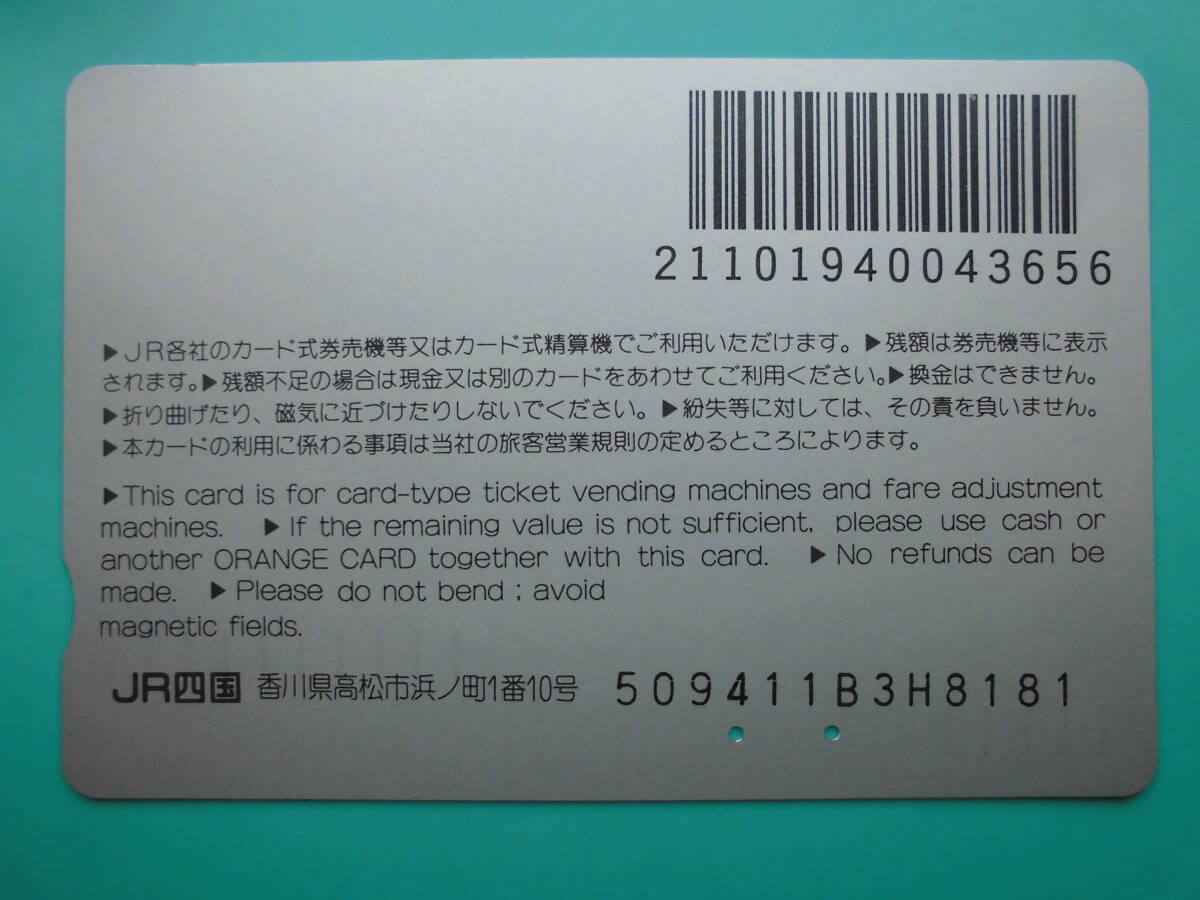 21101940043656
▶JR各社のカード式券売機等又はカード式精算機でご利用いただけます。▶残額は券売機等に表示
されます。▶残額不足の場合は現金又は別のカードをあわせてご利用ください。▶換金はできません。
▶折り曲げたり、磁気に近づけたりしないでください。▶紛失等に対しては、その責を負いません。
▶本カードの利用に係わる事項は当社の旅客営業規則の定めるところによります。
▶This card is for card-type ticket vending machines and fare adjustment
machines. ▶If the remaining value is not sufficient, please use cash or
another ORANGE CARD together with this card. ▶No refunds can be
made. ▶Please do not bend ; avoid
magnetic fields.
JR四国 香川県高松市浜ノ町1番10号 509411B3H8181